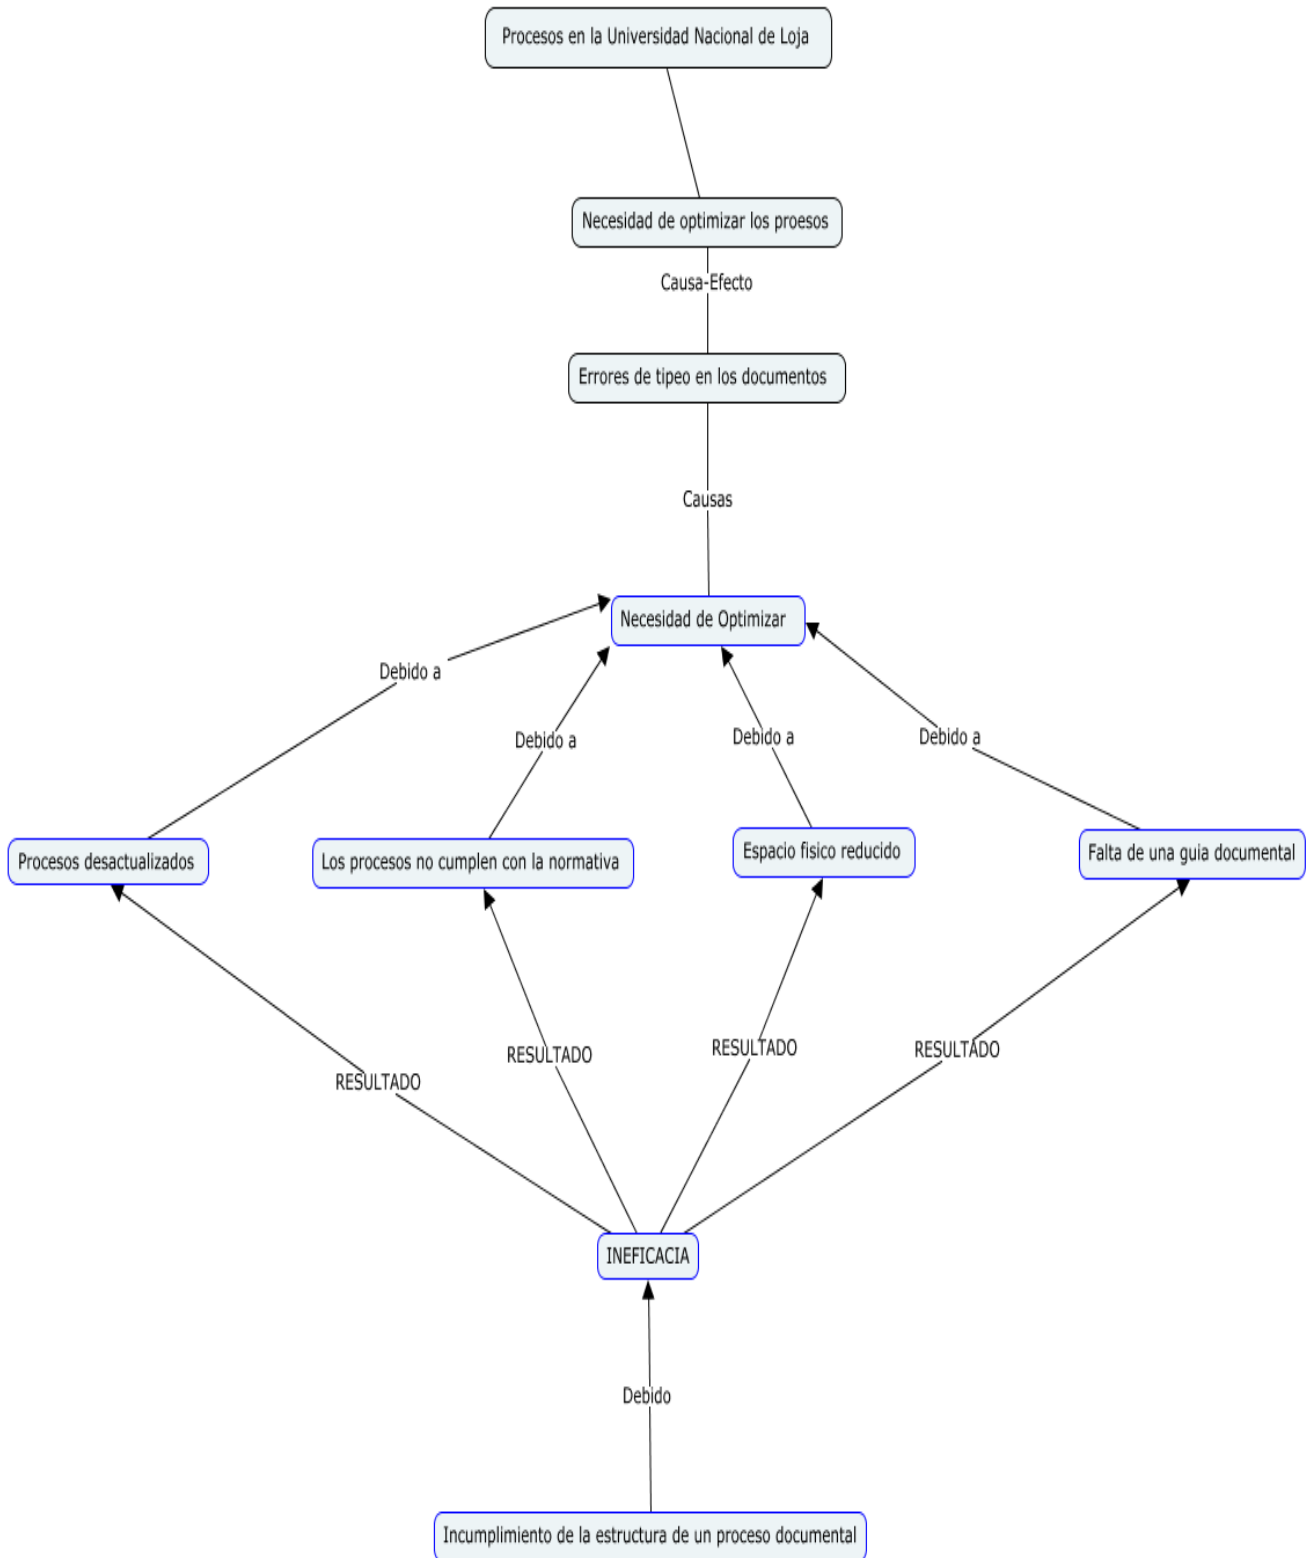 Procesos en la Universidad Nacional de Loja
Necesidad de optimizar los proesos
Causa-Efecto
Errores de tipeo en los documentos
Causas
Necesidad de Optimizar
Debido a
Debido a
Debido a
Debido a
Procesos desactualizados
Los procesos no cumplen con la normativa
Espacio fisico reducido
Falta de una guia documental
RESULTADO
RESULTADO
RESULTADO
RESULTADO
INEFICACIA
Debido
Incumplimiento de la estructura de un proceso documental